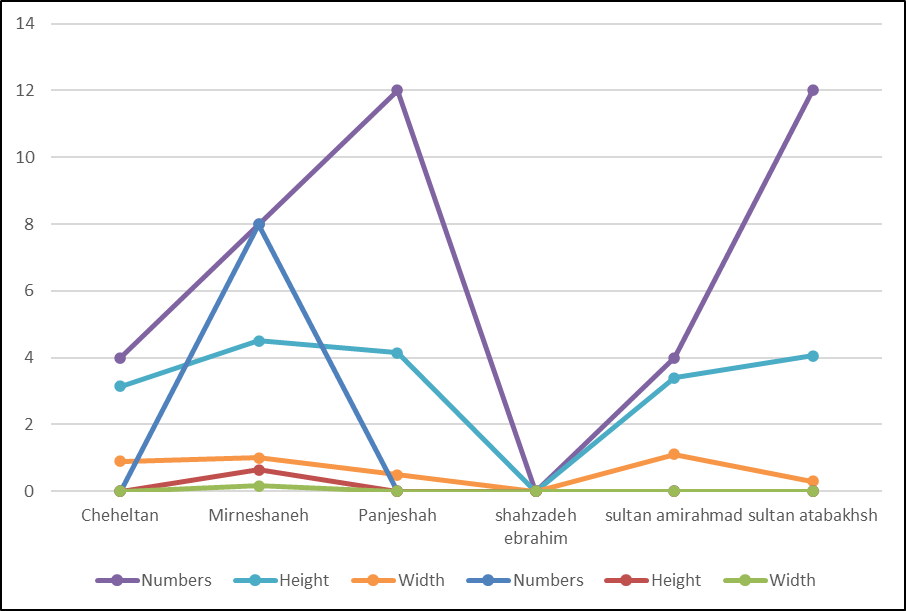 14
12
10
8
6
4
2
0
Cheheltan Mirneshaneh Panjeshah shahzadeh sultan amirahmad sultan atabakhsh
ebrahim
Numbers Height Width Numbers Height Width